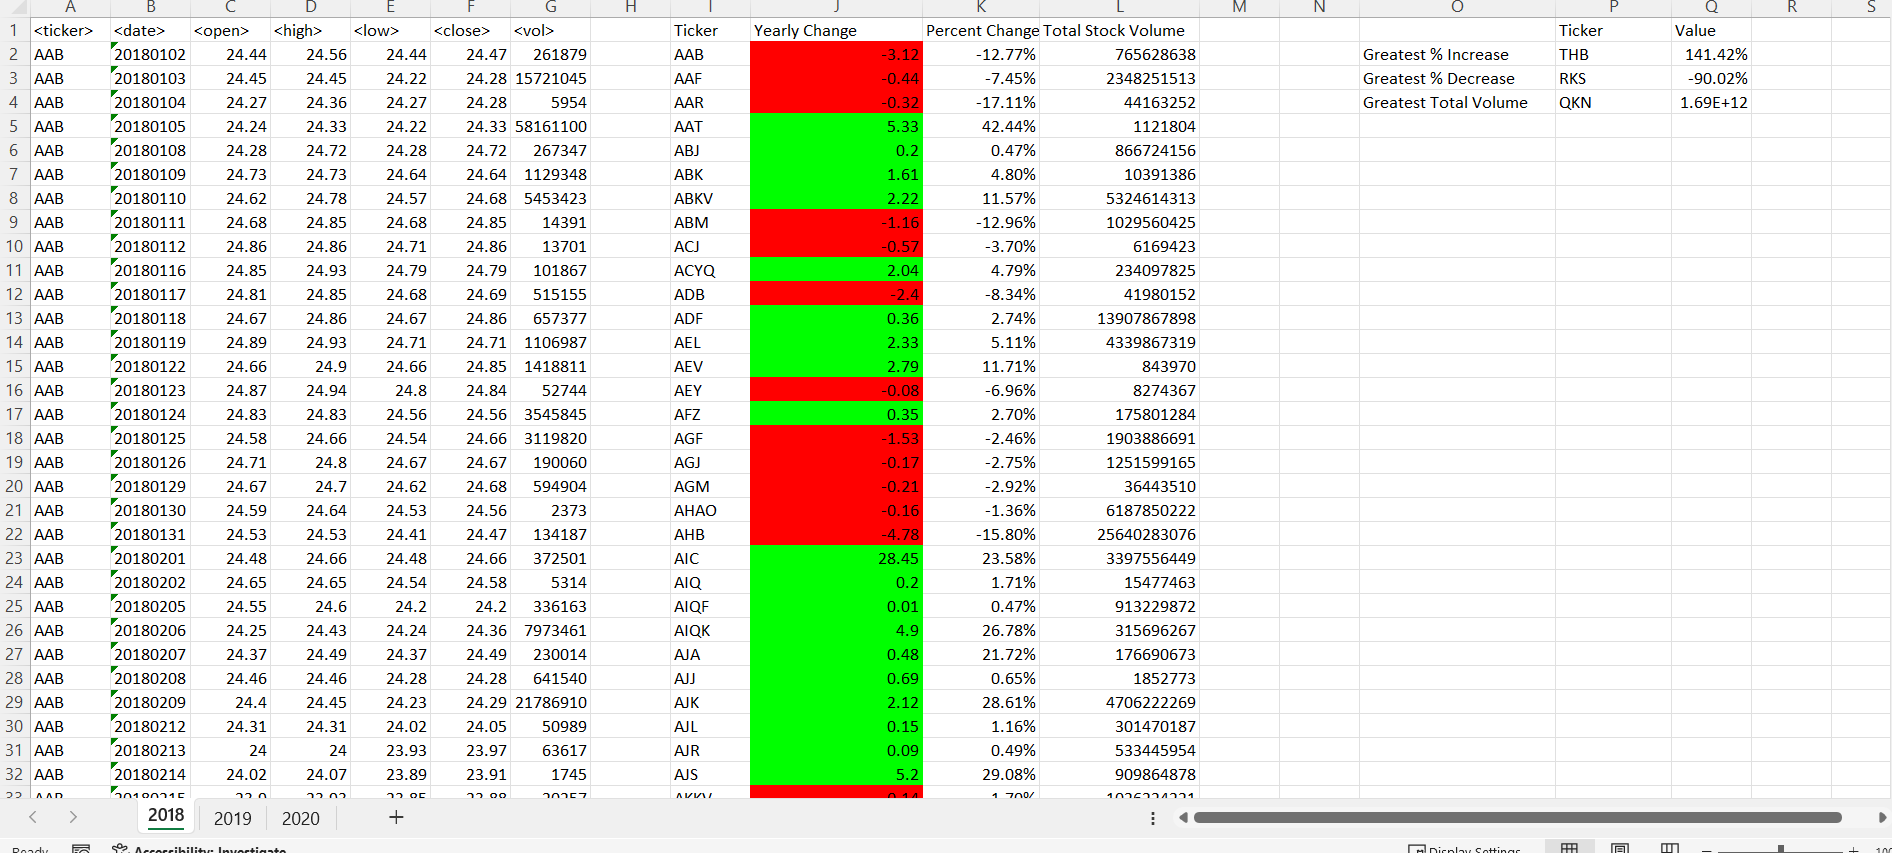 A B C D E F G H I J K L M N O P Q R S
1 <ticker> <date> <open> <high> <low> <close> <vol> Ticker Yearly Change Percent Change Total Stock Volume Ticker Value
2 AAB 20180102 24.44 24.56 24.44 24.47 261879 AAB -3.12 -12.77% 765628638 Greatest % Increase THB 141.42%
3 AAB 20180103 24.45 24.45 24.22 24.28 15721045 AAF -0.44 -7.45% 2348251513 Greatest % Decrease RKS -90.02%
4 AAB 20180104 24.27 24.36 24.27 24.28 5954 AAR -0.32 -17.11% 44163252 Greatest Total Volume QKN 1.69E+12
5 AAB 20180105 24.24 24.33 24.22 24.33 58161100 AAT 5.33 42.44% 1121804
6 AAB 20180108 24.28 24.72 24.28 24.72 267347 ABJ 0.2 0.47% 866724156
7 AAB 20180109 24.73 24.73 24.64 24.64 1129348 ABK 1.61 4.80% 10391386
8 AAB 20180110 24.62 24.78 24.57 24.68 5453423 ABKV 2.22 11.57% 5324614313
9 AAB 20180111 24.68 24.85 24.68 24.85 14391 ABM -1.16 -12.96% 1029560425
10 AAB 20180112 24.86 24.86 24.71 24.86 13701 ACJ -0.57 -3.70% 6169423
11 AAB 20180116 24.85 24.93 24.79 24.79 101867 ACYQ 2.04 4.79% 234097825
12 AAB 20180117 24.81 24.85 24.68 24.69 515155 ADB -2.4 -8.34% 41980152
13 AAB 20180118 24.67 24.86 24.67 24.86 657377 ADF 0.36 2.74% 13907867898
14 AAB 20180119 24.89 24.93 24.71 24.71 1106987 AEL 2.33 5.11% 4339867319
15 AAB 20180122 24.66 24.9 24.66 24.85 1418811 AEV 2.79 11.71% 843970
16 AAB 20180123 24.87 24.94 24.8 24.84 52744 AEY -0.08 -6.96% 8274367
17 AAB 20180124 24.83 24.83 24.56 24.56 3545845 AFZ 0.35 2.70% 175801284
18 AAB 20180125 24.58 24.66 24.54 24.66 3119820 AGF -1.53 -2.46% 1903886691
19 AAB 20180126 24.71 24.8 24.67 24.67 190060 AGJ -0.17 -2.75% 1251599165
20 AAB 20180129 24.67 24.7 24.62 24.68 594904 AGM -0.21 -2.92% 36443510
21 AAB 20180130 24.59 24.64 24.53 24.56 2373 AHAO -0.16 -1.36% 6187850222
22 AAB 20180131 24.53 24.53 24.41 24.47 134187 AHB -4.78 -15.80% 25640283076
23 AAB 20180201 24.48 24.66 24.48 24.66 372501 AIC 28.45 23.58% 3397556449
24 AAB 20180202 24.65 24.65 24.54 24.58 5314 AIQ 0.2 1.71% 15477463
25 AAB 20180205 24.55 24.6 24.2 24.2 336163 AIQF 0.01 0.47% 913229872
26 AAB 20180206 24.25 24.43 24.24 24.36 7973461 AIQK 4.9 26.78% 315696267
27 AAB 20180207 24.37 24.49 24.37 24.49 230014 AJA 0.48 21.72% 176690673
28 AAB 20180208 24.46 24.46 24.28 24.28 641540 AJJ 0.69 0.65% 1852773
29 AAB 20180209 24.4 24.45 24.23 24.29 21786910 AJK 2.12 28.61% 4706222269
30 AAB 20180212 24.31 24.31 24.02 24.05 50989 AJL 0.15 1.16% 301470187
31 AAB 20180213 24 24 23.93 23.97 63617 AJR 0.09 0.49% 533445954
32 AAB 20180214 24.02 24.07 23.89 23.91 1745 AJS 5.2 29.08% 909864878
33 AAB 20180215
2018 2019 2020
Ready Accessibility: Investigate Display Settings